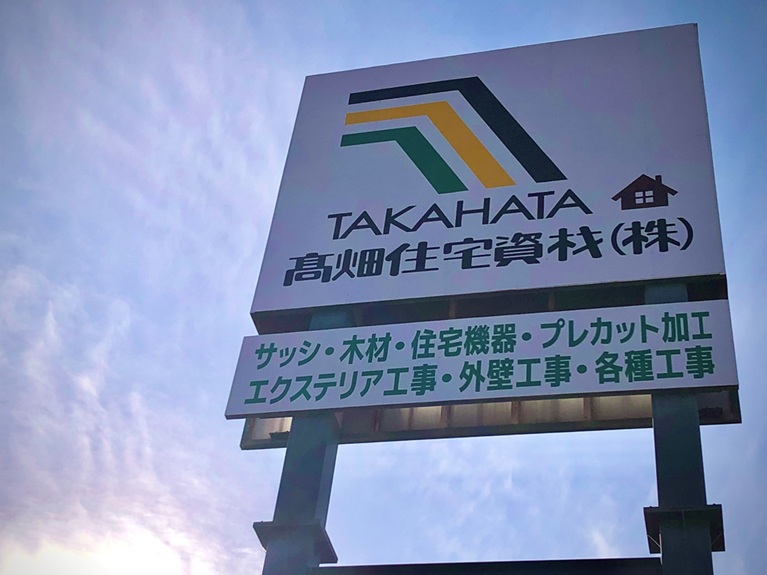 TAKAHATA
髙畑住宅資材(株)
サッシ・木材・住宅機器・プレカット加工
エクステリア工事・外壁工事・各種工事